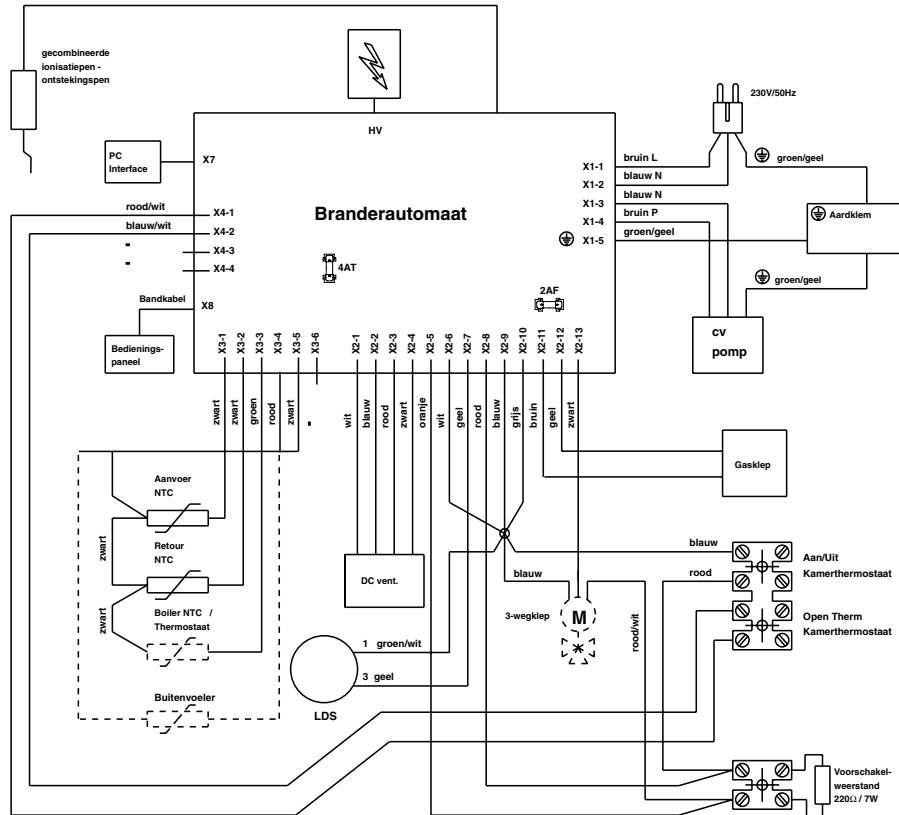 gecombineerde
ionisatiepen -
ontstekingspen
HV
230V/50Hz
PC
Interface
X7
X1-1
bruin L
groen/geel
X1-2
blauw N
rood/wit
X4-1
Branderautomaat
X1-3
blauw N
blauw/wit
X4-2
X1-4
bruin P
Aardklem
-
X4-3
X1-5
groen/geel
-
X4-4
4AT
groen/geel
Bandkabel
X8
2AF
cv
pomp
Bedienings-
paneel
X3-1
X3-2
X3-3
X3-4
X3-5
X3-6
X2-1
X2-2
X2-3
X2-4
X2-5
X2-6
X2-7
X2-8
X2-9
X2-10
X2-11
X2-12
X2-13
zwart
zwart
groen
rood
zwart
-
wit
blauw
rood
zwart
oranje
wit
geel
rood
blauw
grijs
bruin
geel
zwart
Gasklep
Aanvoer
NTC
zwart
Retour
NTC
DC vent.
blauw
Aan/Uit
Kamerthermostaat
rood
blauw
Boiler NTC /
Thermostaat
zwart
3-wegklep
M
rood/wit
Open Therm
Kamerthermostaat
1 groen/wit
3 geel
LDS
Buitenvoeler
Voorschakel-
weerstand
220Ω / 7W